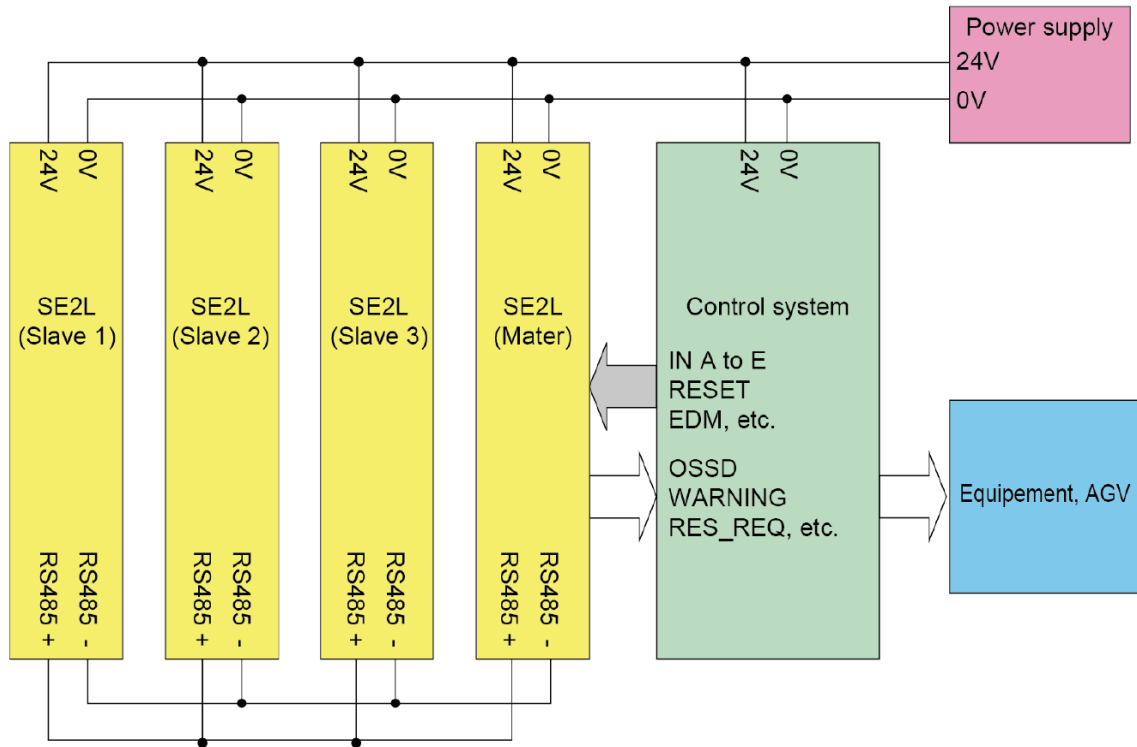 Power supply
24V
0V
24V
0V
24V
0V
24V
0V
24V
0V
24V
0V
SE2L
(Slave 1)
SE2L
(Slave 2)
SE2L
(Slave 3)
SE2L
(Mater)
Control system
IN A to E
RESET
EDM, etc.
OSSD
WARNING
RES_REQ, etc.
Equipement, AGV
RS485 +
RS485 -
RS485 +
RS485 -
RS485 +
RS485 -
RS485 +
RS485 -